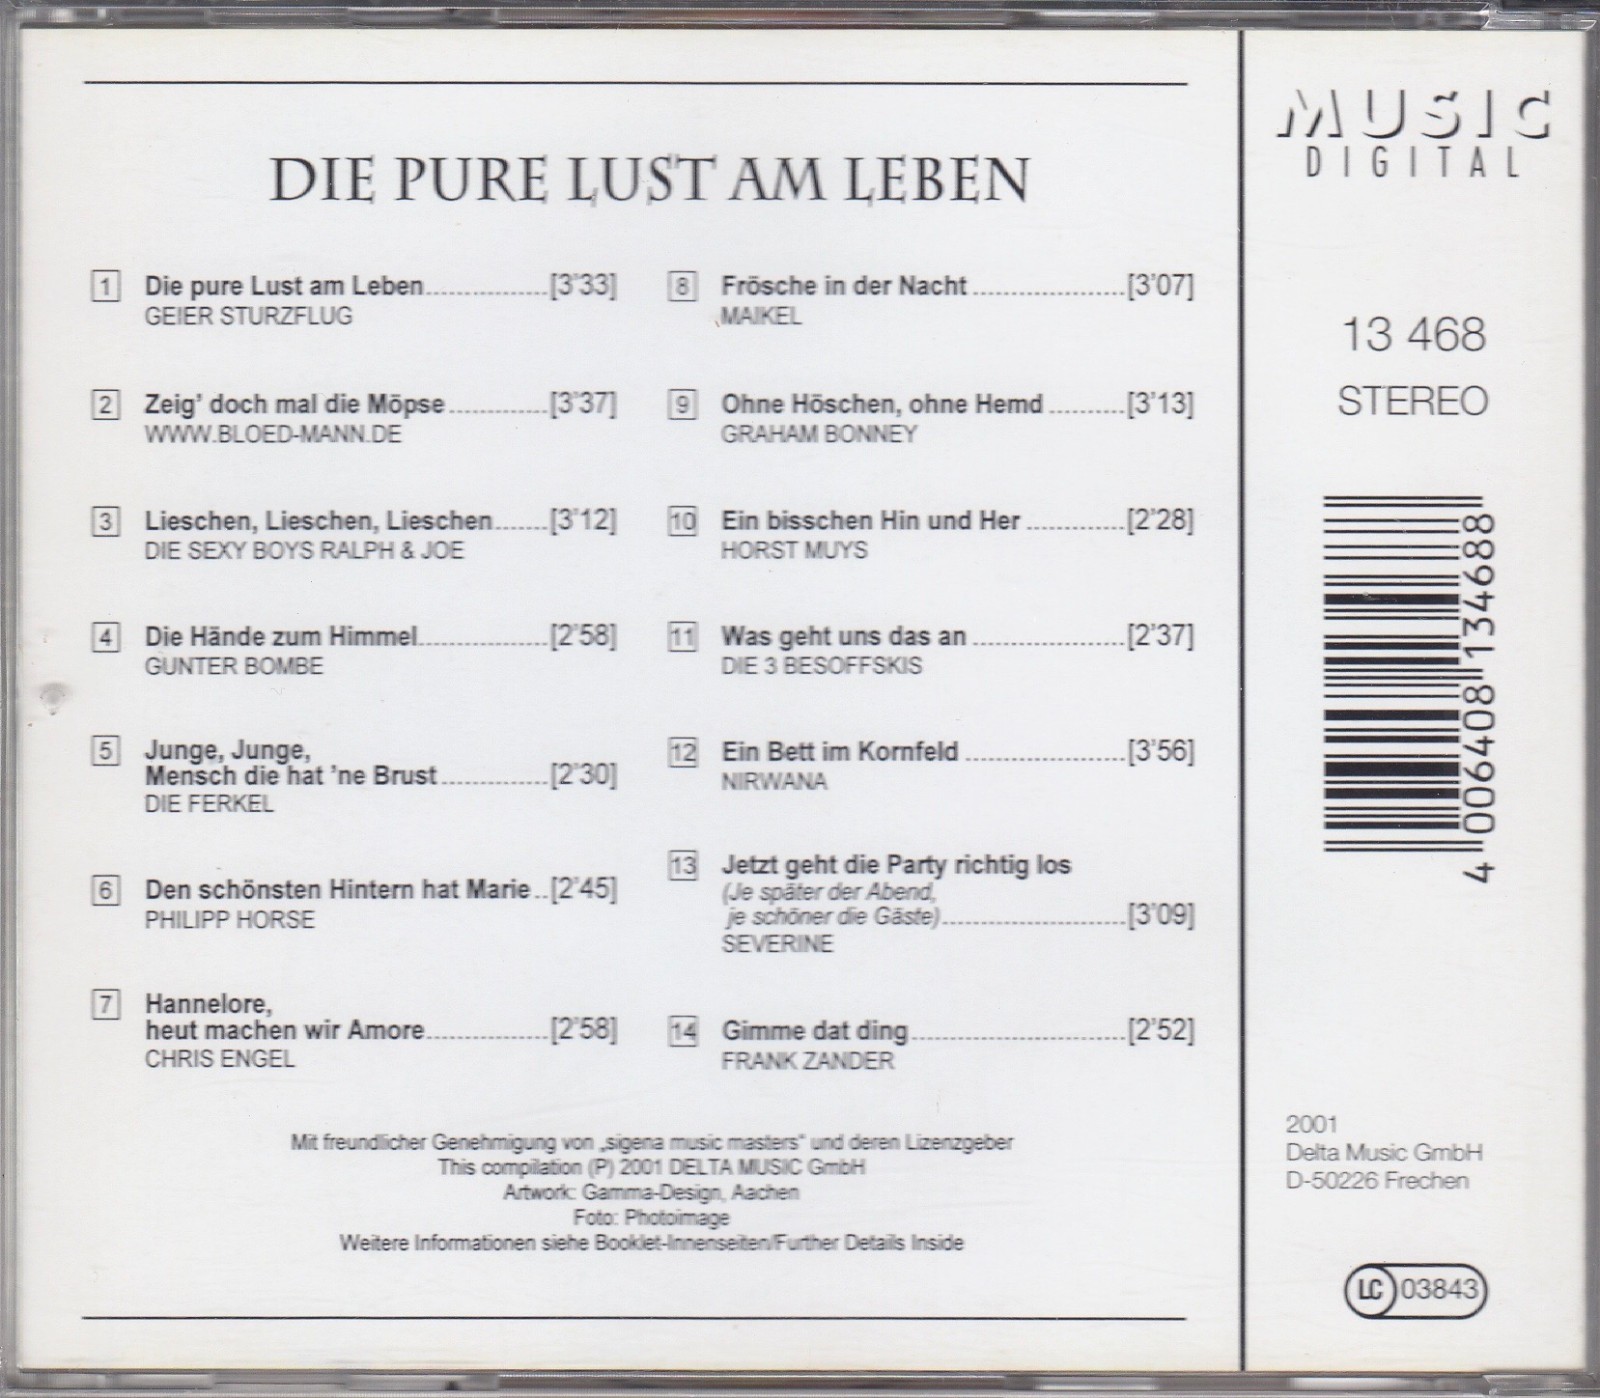 DIE PURE LUST AM LEBEN
1 Die pure Lust am Leben [3'33]
GEIER STURZFLUG
2 Zeig' doch mal die Möpse [3'37]
WWW.BLOED-MANN.DE
3 Lieschen, Lieschen, Lieschen [3'12]
DIE SEXY BOYS RALPH & JOE
4 Die Hände zum Himmel [2'58]
GUNTER BOMBE
5 Junge, Junge,
Mensch die hat 'ne Brust [2'30]
DIE FERKEL
6 Den schönsten Hintern hat Marie [2'45]
PHILIPP HORSE
7 Hannelore,
heut machen wir Amore [2'58]
CHRIS ENGEL
8 Frösche in der Nacht [3'07]
MAIKEL
9 Ohne Höschen, ohne Hemd [3'13]
GRAHAM BONNEY
10 Ein bisschen Hin und Her [2'28]
HORST MUYS
11 Was geht uns das an [2'37]
DIE 3 BESOFFSKIS
12 Ein Bett im Kornfeld [3'56]
NIRWANA
13 Jetzt geht die Party richtig los
(Je später der Abend,
je schöner die Gäste) [3'09]
SEVERINE
14 Gimme dat ding [2'52]
FRANK ZANDER
Mit freundlicher Genehmigung von „sigena music masters“ und deren Lizenzgeber
This compilation (P) 2001 DELTA MUSIC GmbH
Artwork: Gamma-Design, Aachen
Foto: Photoimage
Weitere Informationen siehe Booklet-Innenseiten/Further Details Inside
MUSIC
DIGITAL
13 468
STEREO
4 006408 134688
2001
Delta Music GmbH
D-50226 Frechen
LC 03843